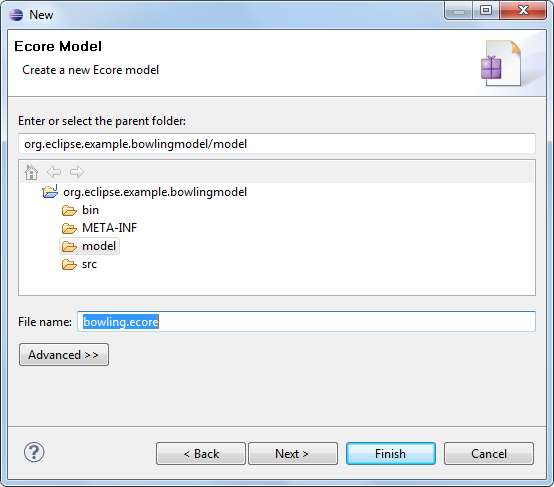 New
Ecore Model
Create a new Ecore model
Enter or select the parent folder:
org.eclipse.example.bowlingmodel/model
org.eclipse.example.bowlingmodel
bin
META-INF
model
src
File name: bowling.ecore
Advanced >>
? < Back Next > Finish Cancel